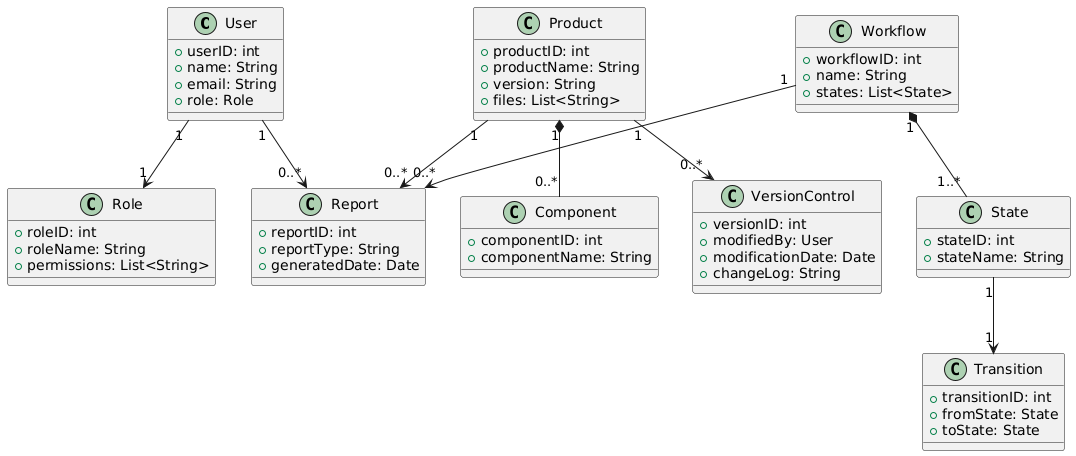 C User
userID: int
name: String
email: String
role: Role
C Product
productID: int
productName: String
version: String
files: List<String>
C Workflow
workflowID: int
name: String
states: List<State>
1
1
1
1
1
1
1
1
0..*
0..*
0..*
0..*
0..*
1..*
C Role
roleID: int
roleName: String
permissions: List<String>
C Report
reportID: int
reportType: String
generatedDate: Date
C Component
componentID: int
componentName: String
C VersionControl
versionID: int
modifiedBy: User
modificationDate: Date
changeLog: String
C State
stateID: int
stateName: String
1
1
C Transition
transitionID: int
fromState: State
toState: State